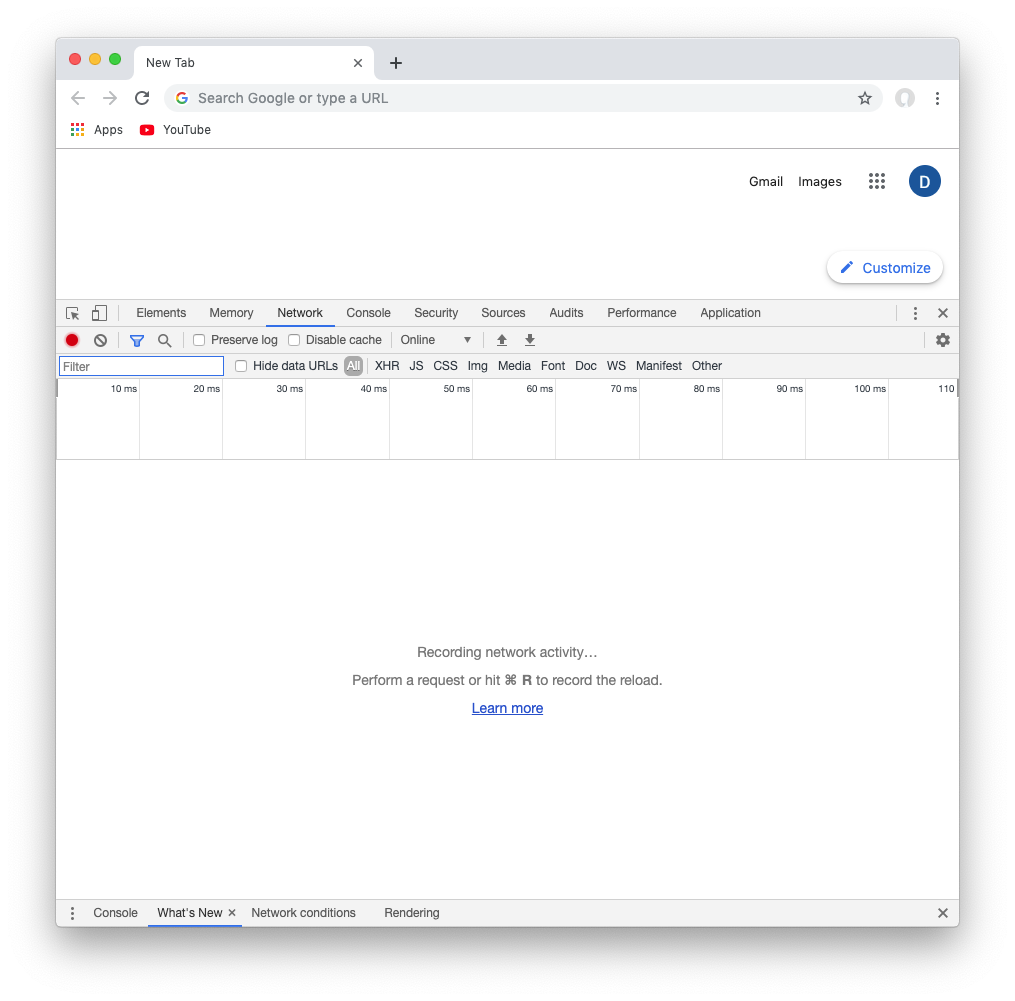 New Tab
Search Google or type a URL
Apps YouTube
Gmail Images D
Customize
Elements Memory Network Console Security Sources Audits Performance Application
Preserve log Disable cache Online
Filter Hide data URLs All XHR JS CSS Img Media Font Doc WS Manifest Other
10 ms 20 ms 30 ms 40 ms 50 ms 60 ms 70 ms 80 ms 90 ms 100 ms 110
Recording network activity…
Perform a request or hit ⌘ R to record the reload.
Learn more
Console What's New Network conditions Rendering